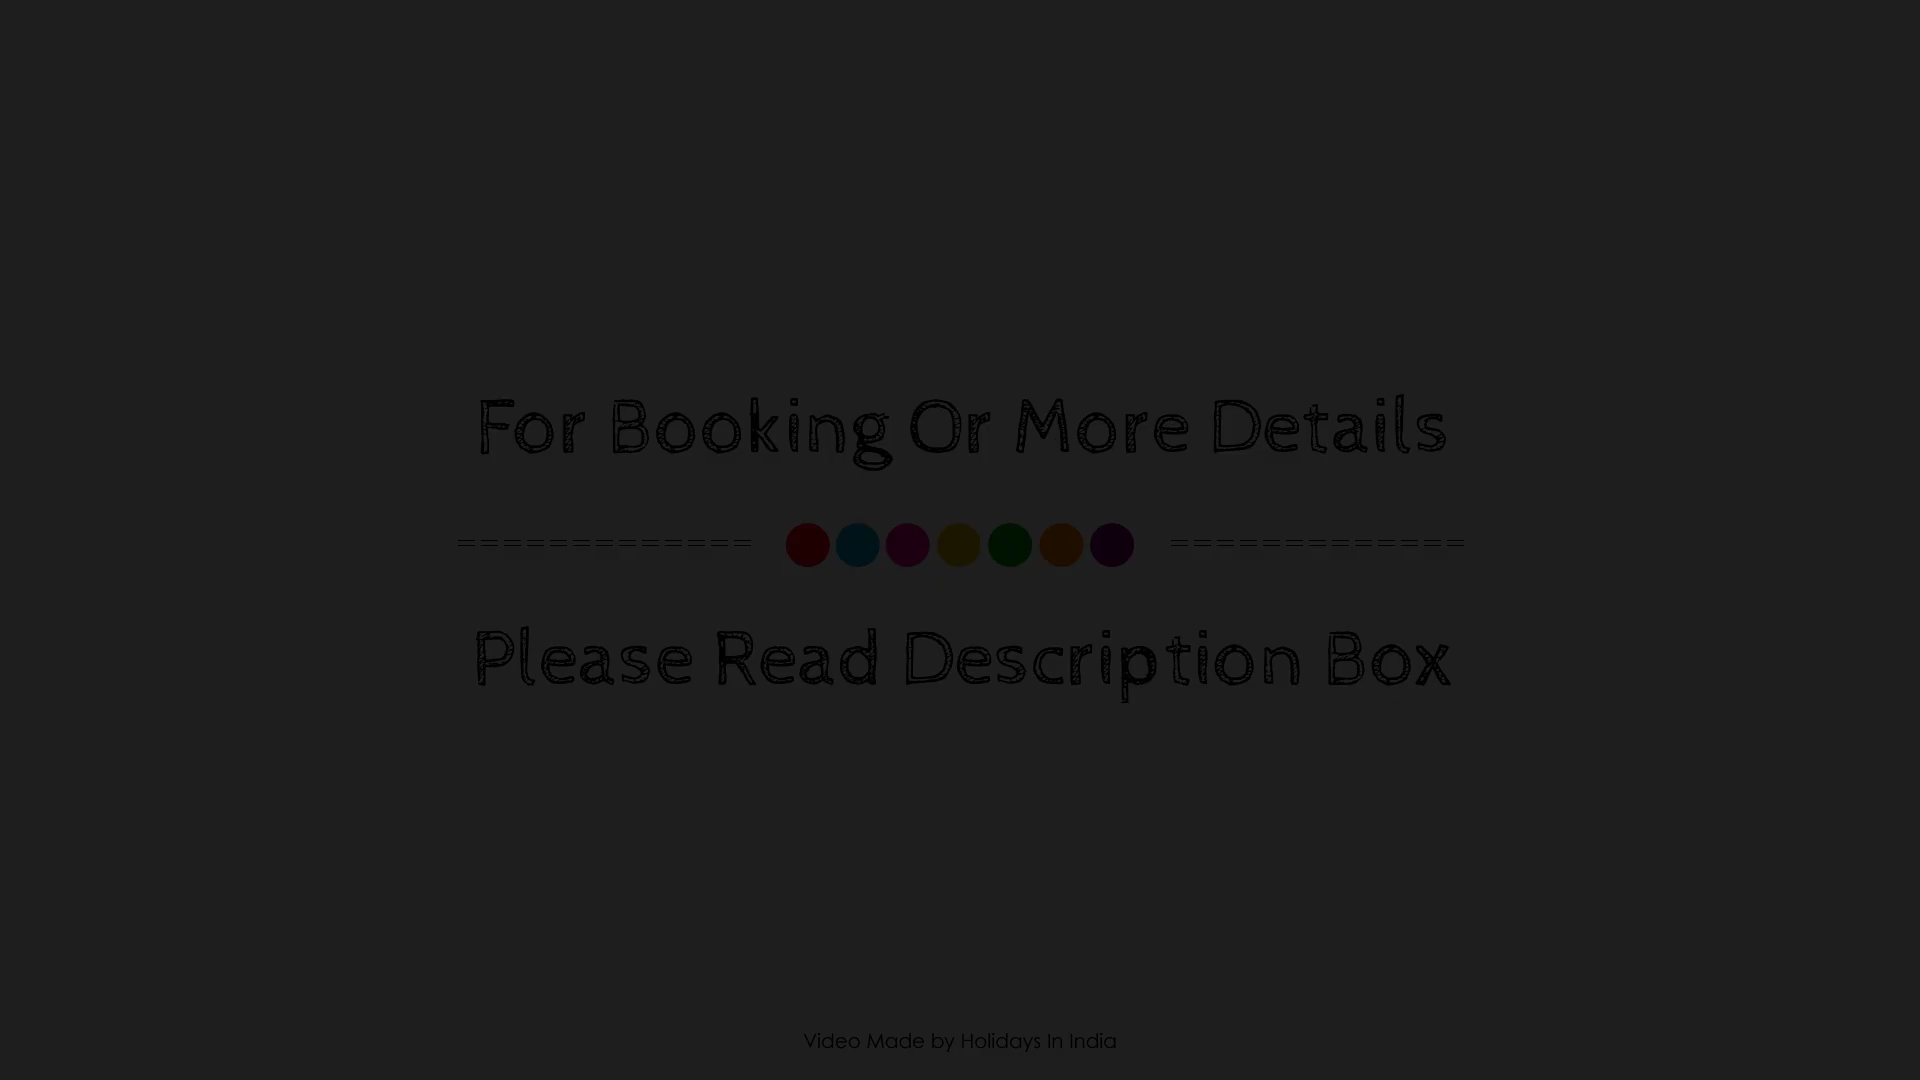 For Booking Or More Details
============= =============
Please Read Description Box
Video Made by Holidays In India